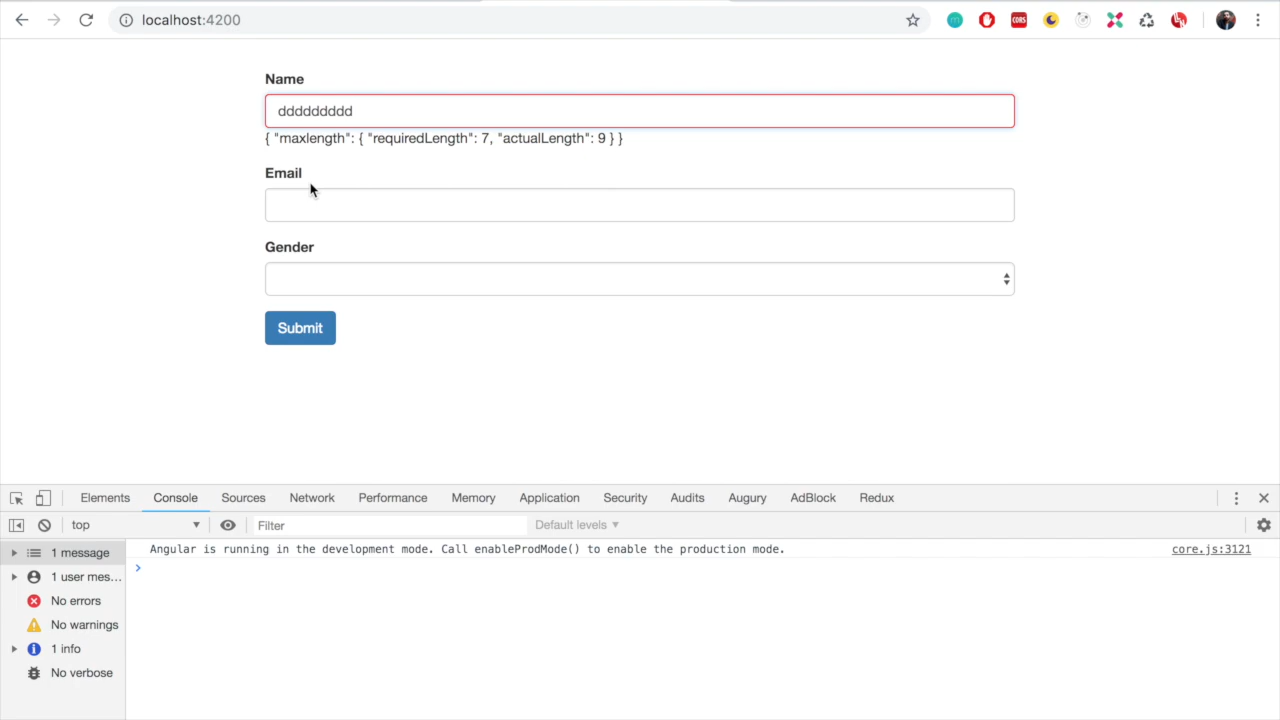 localhost:4200
CORS
Name
ddddddddd
{ "maxlength": { "requiredLength": 7, "actualLength": 9 } }
Email
Gender
Submit
Elements Console Sources Network Performance Memory Application Security Audits Augury AdBlock Redux
top Filter Default levels
1 message
Angular is running in the development mode. Call enableProdMode() to enable the production mode. core.js:3121
1 user mes…
No errors
No warnings
1 info
No verbose